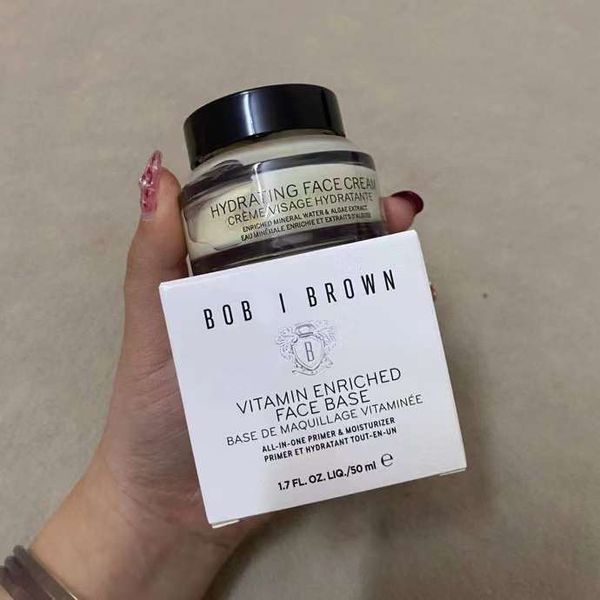 HYDRATING FACE CREAM
CRÈME VISAGE HYDRATANTE
ENRICHED MINERAL WATER & ALGAE EXTRACT
EAU MINÉRALE ENRICHIE ET EXTRAITS D'ALGUES
BOB I BROWN
B
VITAMIN ENRICHED
FACE BASE
BASE DE MAQUILLAGE VITAMINÉE
ALL-IN-ONE PRIMER & MOISTURIZER
PRIMER ET HYDRATANT TOUT-EN-UN
1.7 FL. OZ. LIQ./50 ml ℮